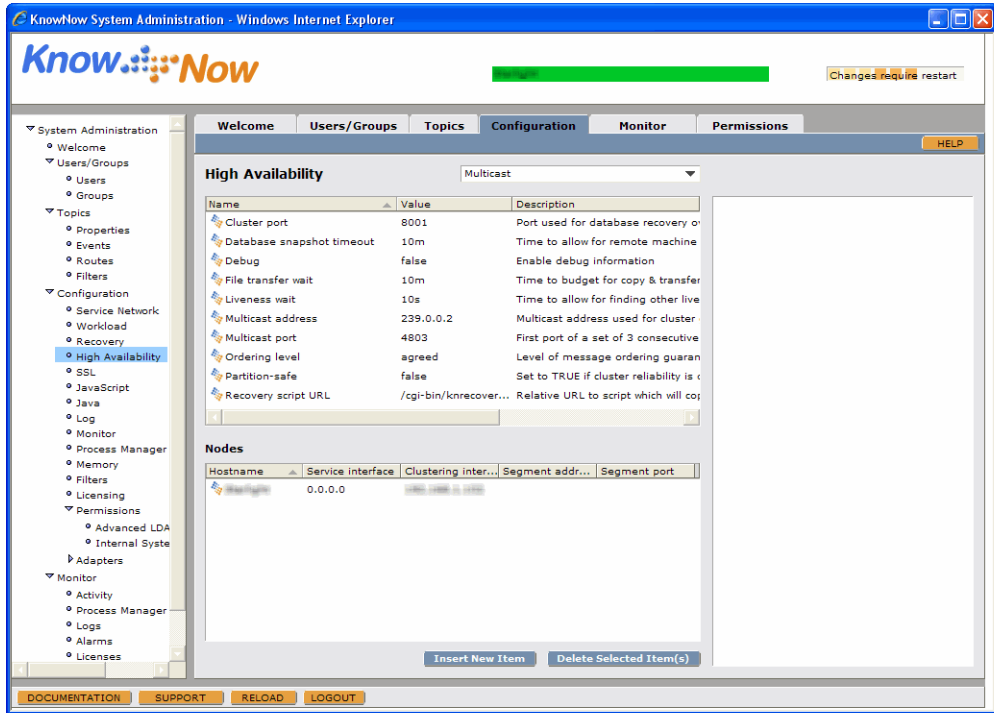 KnowNow System Administration - Windows Internet Explorer
Know Now
Changes require restart
System Administration
Welcome
Users/Groups
Users
Groups
Topics
Properties
Events
Routes
Filters
Configuration
Service Network
Workload
Recovery
High Availability
SSL
JavaScript
Java
Log
Monitor
Process Manager
Memory
Filters
Licensing
Permissions
Advanced LDA
Internal Syste
Adapters
Monitor
Activity
Process Manager
Logs
Alarms
Licenses
Welcome Users/Groups Topics Configuration Monitor Permissions
HELP
High Availability Multicast
Name Value Description
Cluster port 8001 Port used for database recovery ov
Database snapshot timeout 10m Time to allow for remote machine
Debug false Enable debug information
File transfer wait 10m Time to budget for copy & transfer
Liveness wait 10s Time to allow for finding other live
Multicast address 239.0.0.2 Multicast address used for cluster
Multicast port 4803 First port of a set of 3 consecutive
Ordering level agreed Level of message ordering guaran
Partition-safe false Set to TRUE if cluster reliability is
Recovery script URL /cgi-bin/knrecover... Relative URL to script which will cop
Nodes
Hostname Service interface Clustering inter... Segment addr... Segment port
0.0.0.0
Insert New Item Delete Selected Item(s)
DOCUMENTATION SUPPORT RELOAD LOGOUT